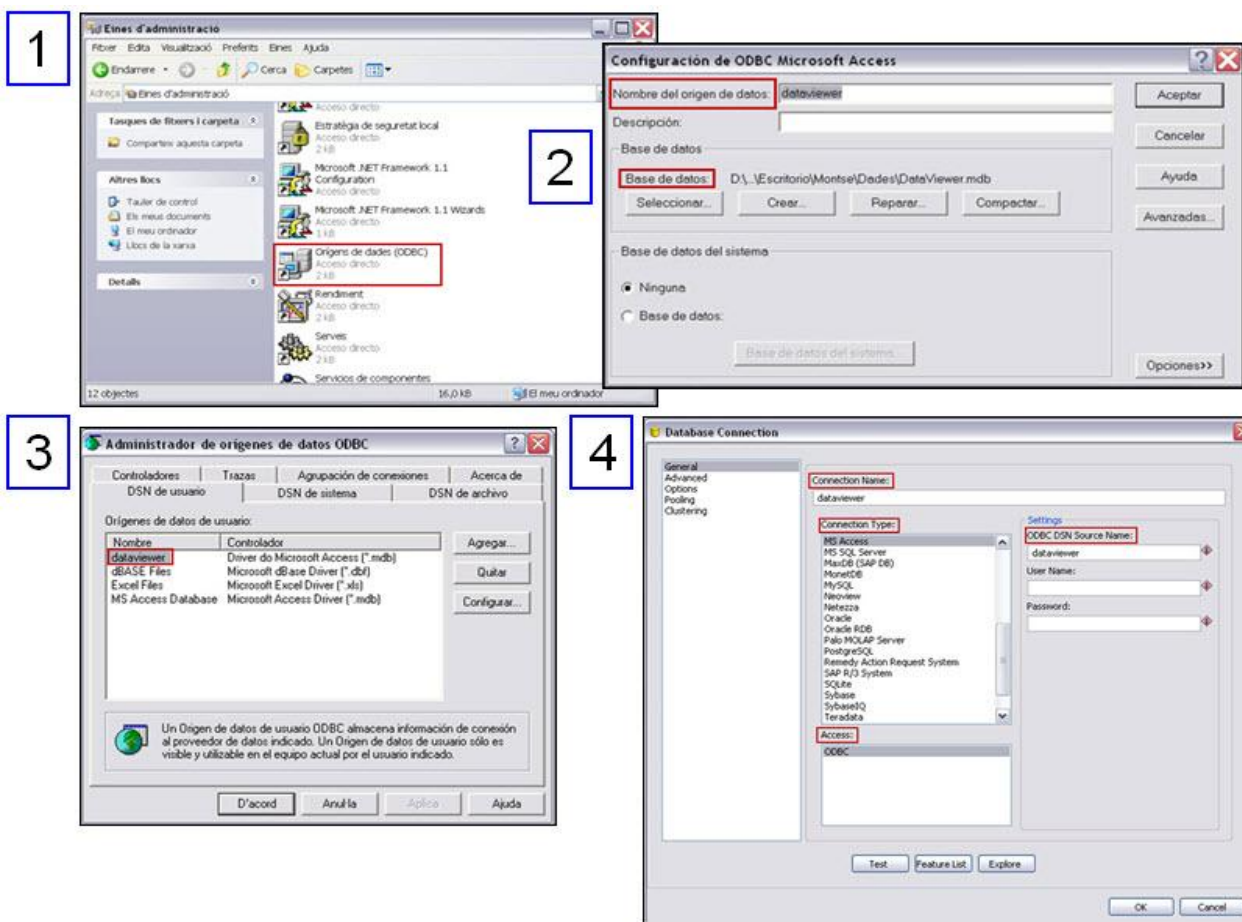 1
Eines d'administració
Fitxer Edita Visualització Preferits Eines Ajuda
Endarrere Cerca Carpetes
Adreça Eines d'administració
Tasques de fitxers i carpeta
Comparteix aquesta carpeta
Altres llocs
Tauler de control
Els meus documents
El meu ordinador
Llocs de la xarxa
Detalls
Acceso directo
Estratègia de seguretat local
Acceso directo
2 kB
Microsoft .NET Framework 1.1
Configuration
Acceso directo
Microsoft .NET Framework 1.1 Wizards
Acceso directo
1 kB
Orígens de dades (ODBC)
Acceso directo
2 kB
Rendiment
Acceso directo
2 kB
Serveis
Acceso directo
2 kB
Servicios de componentes
12 objectes 16,0 kB El meu ordinador
2
Configuración de ODBC Microsoft Access
Nombre del origen de datos: dataviewer
Descripción:
Base de datos
Base de datos: D:\...\Escritorio\Montse\Dades\DataViewer.mdb
Seleccionar... Crear... Reparar... Compactar...
Base de datos del sistema
Ninguna
Base de datos:
Base de datos del sistema...
Aceptar
Cancelar
Ayuda
Avanzadas...
Opciones>>
3
Administrador de orígenes de datos ODBC
Controladores Trazas Agrupación de conexiones Acerca de
DSN de usuario DSN de sistema DSN de archivo
Orígenes de datos de usuario:
Nombre Controlador
dataviewer Driver do Microsoft Access (*.mdb)
dBASE Files Microsoft dBase Driver (*.dbf)
Excel Files Microsoft Excel Driver (*.xls)
MS Access Database Microsoft Access Driver (*.mdb)
Agregar...
Quitar
Configurar...
Un Origen de datos de usuario ODBC almacena información de conexión
al proveedor de datos indicado. Un Origen de datos de usuario sólo es
visible y utilizable en el equipo actual por el usuario indicado.
D'acord Anul·la Aplica Ajuda
4
Database Connection
General
Advanced
Options
Pooling
Clustering
Connection Name:
dataviewer
Connection Type:
MS Access
MS SQL Server
MaxDB (SAP DB)
MonetDB
MySQL
Neoview
Netezza
Oracle
Oracle RDB
Palo MOLAP Server
PostgreSQL
Remedy Action Request System
SAP R/3 System
SQLite
Sybase
SybaseIQ
Teradata
Access:
ODBC
Settings
ODBC DSN Source Name:
dataviewer
User Name:
Password:
Test Feature List Explore
OK Cancel